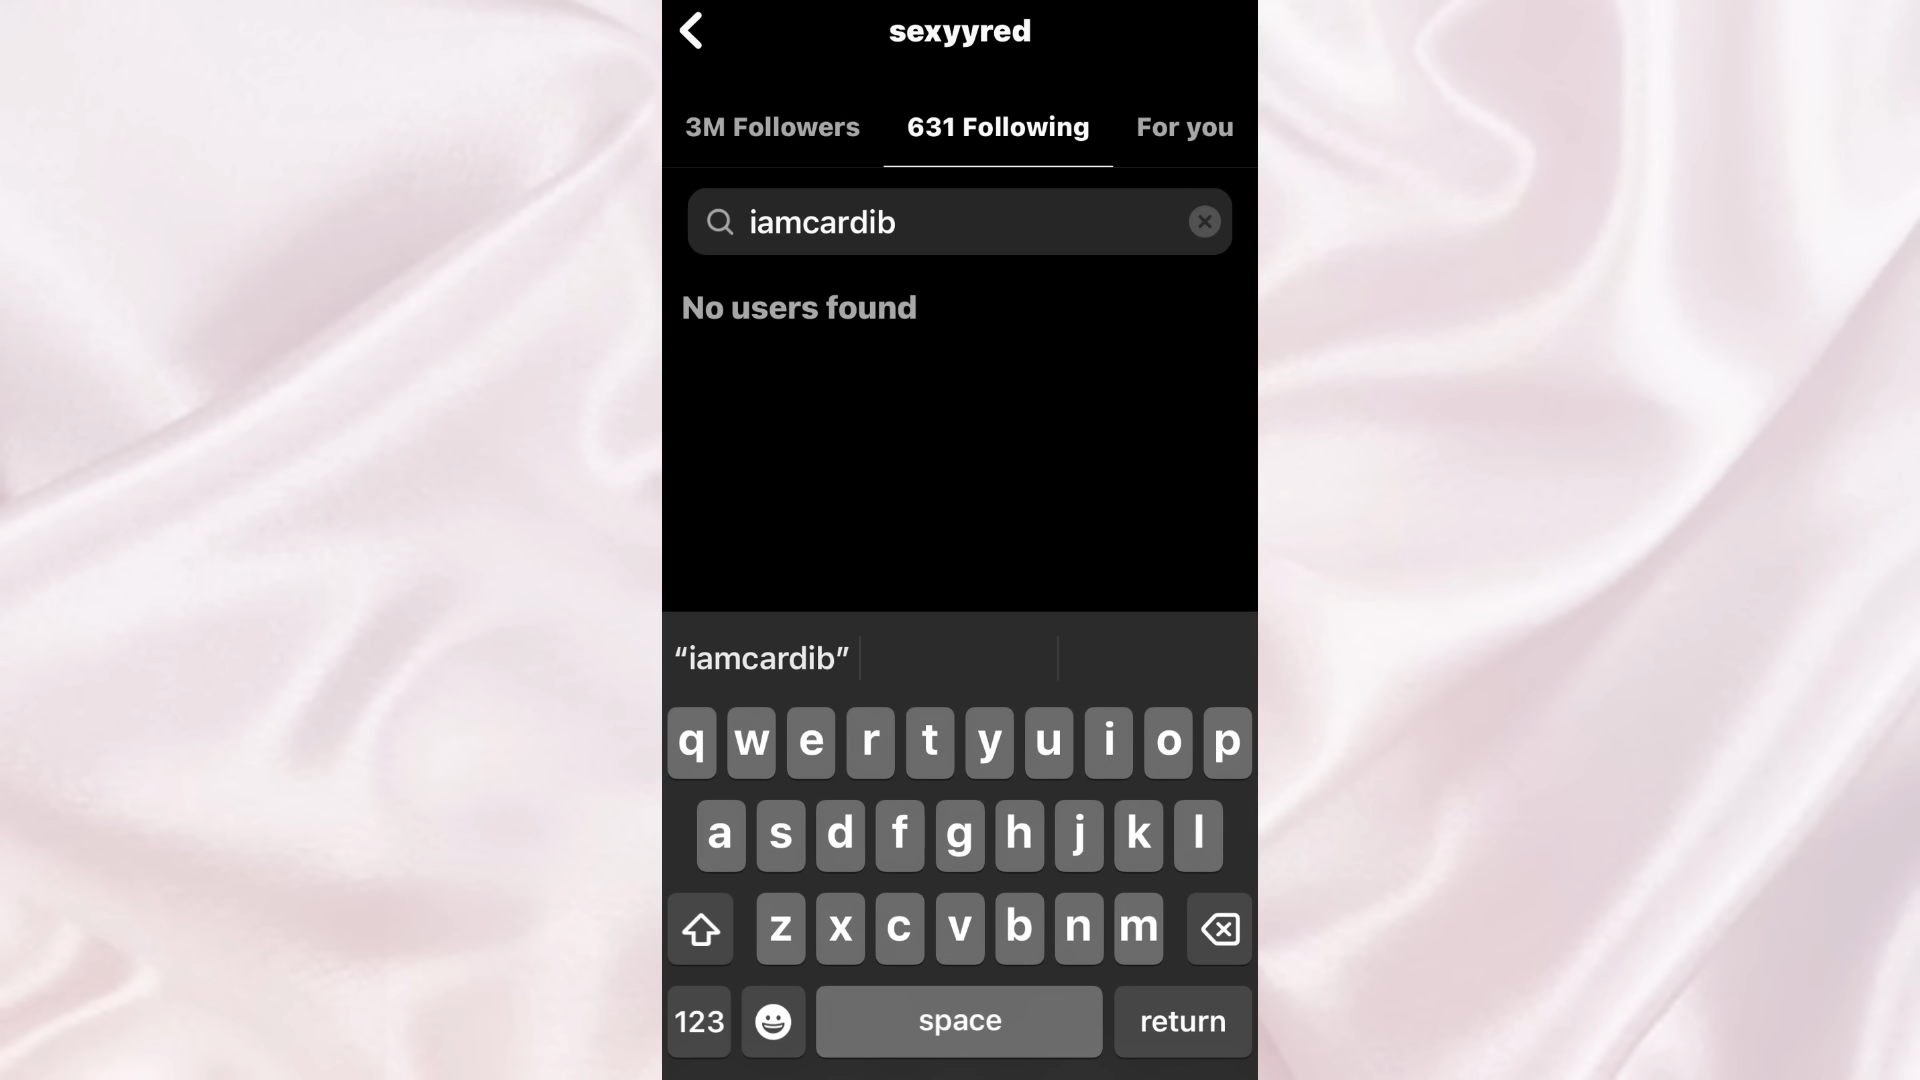 sexyyred
3M Followers 631 Following For you
iamcardib
No users found
“iamcardib”
q w e r t y u i o p
a s d f g h j k l
z x c v b n m
123 space return